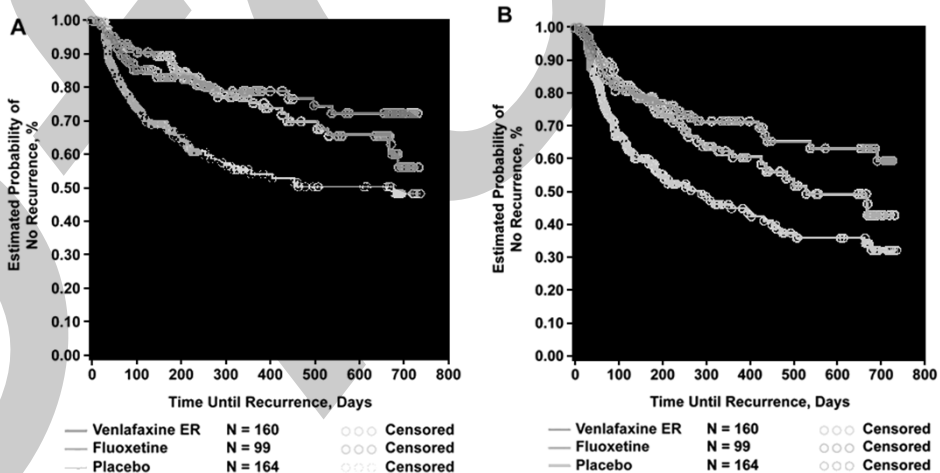 A
1.00
0.90
0.80
0.70
0.60
0.50
0.40
0.30
0.20
0.10
0.00
Estimated Probability of
No Recurrence, %
0 100 200 300 400 500 600 700 800
Time Until Recurrence, Days
Venlafaxine ER N = 160 Censored
Fluoxetine N = 99 Censored
Placebo N = 164 Censored
B
1.00
0.90
0.80
0.70
0.60
0.50
0.40
0.30
0.20
0.10
0.00
Estimated Probability of
No Recurrence, %
0 100 200 300 400 500 600 700 800
Time Until Recurrence, Days
Venlafaxine ER N = 160 Censored
Fluoxetine N = 99 Censored
Placebo N = 164 Censored